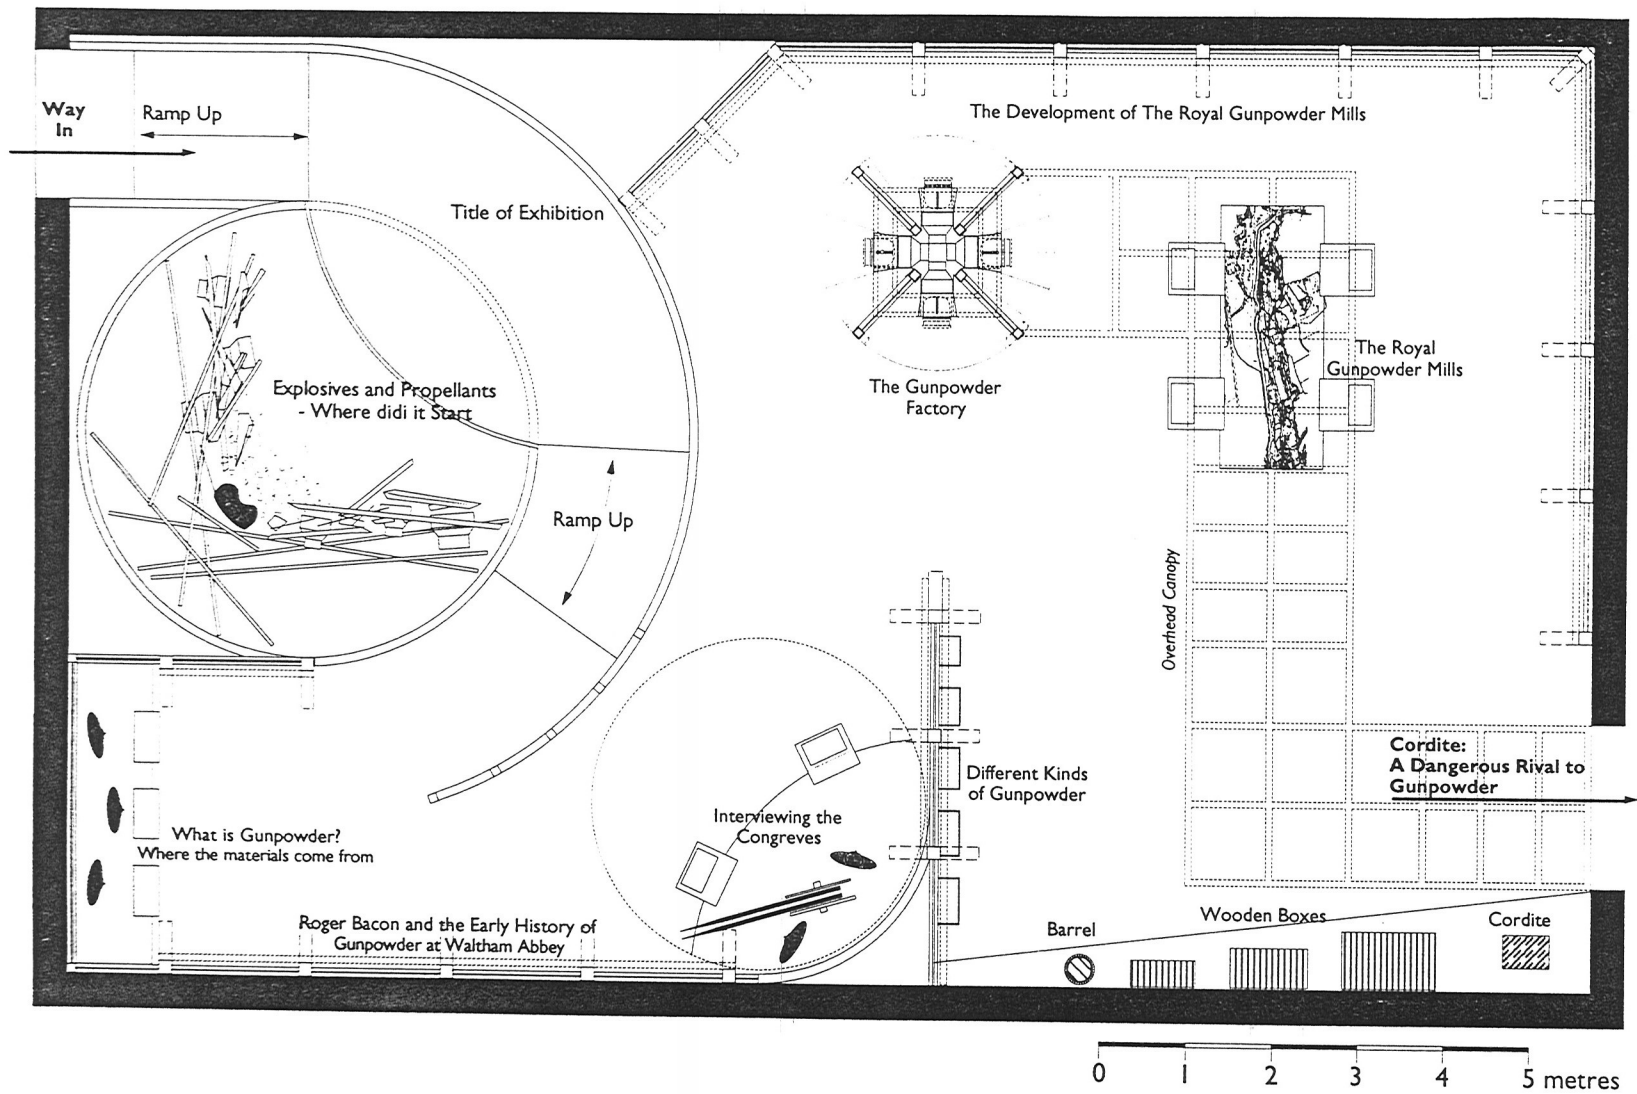 Way
In
Ramp Up
The Development of The Royal Gunpowder Mills
Title of Exhibition
The Royal
Gunpowder Mills
Explosives and Propellants
- Where didi it Start
The Gunpowder
Factory
Ramp Up
Overhead Canopy
Cordite:
A Dangerous Rival to
Gunpowder
Different Kinds
of Gunpowder
Interviewing the
Congreves
What is Gunpowder?
Where the materials come from
Roger Bacon and the Early History of
Gunpowder at Waltham Abbey
Barrel
Wooden Boxes
Cordite
0 1 2 3 4 5 metres